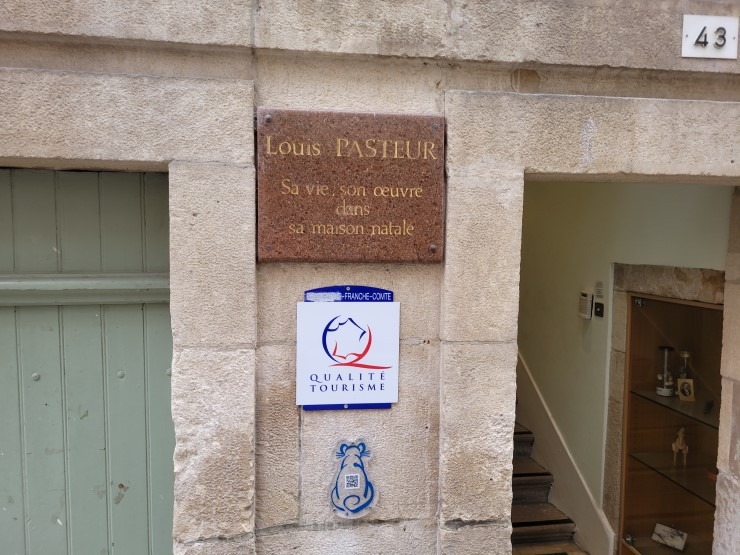 43
Louis PASTEUR
Sa vie, son œuvre
dans
sa maison natale
-FRANCHE-COMTÉ
QUALITÉ
TOURISME